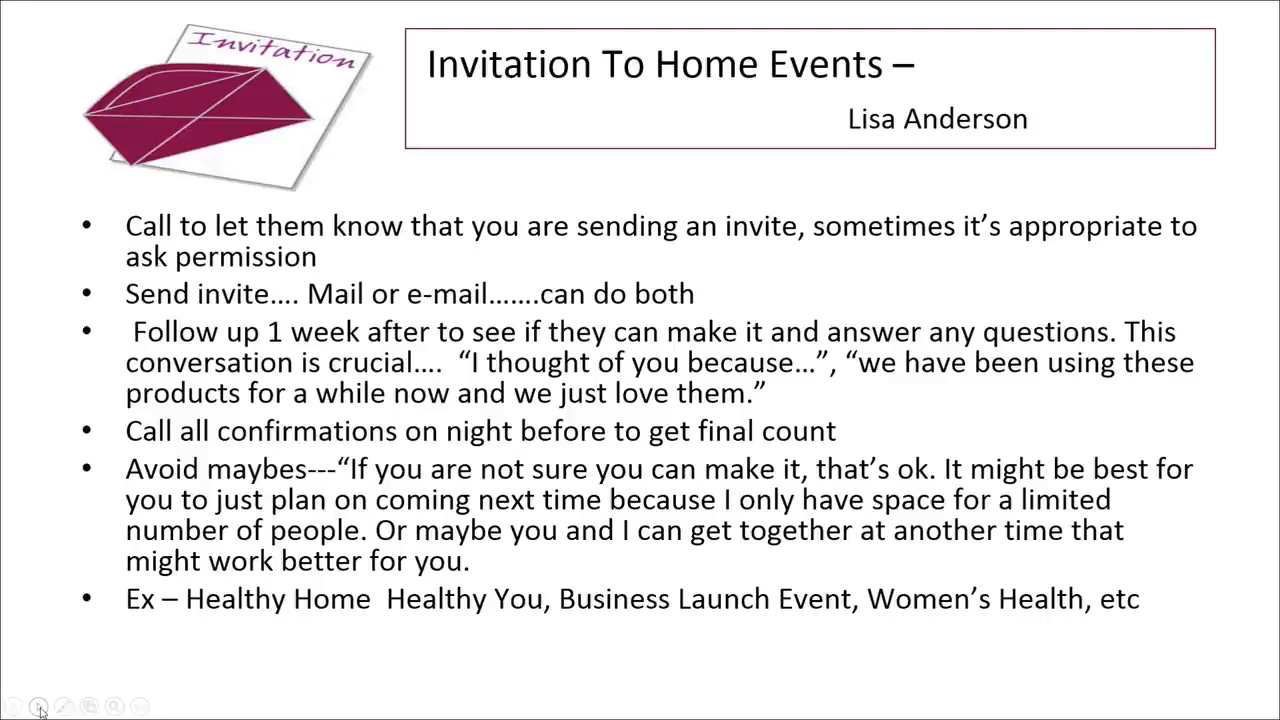 Invitation
Invitation To Home Events –
Lisa Anderson
• Call to let them know that you are sending an invite, sometimes it’s appropriate to
ask permission
• Send invite…. Mail or e-mail…….can do both
• Follow up 1 week after to see if they can make it and answer any questions. This
conversation is crucial…. “I thought of you because…”, “we have been using these
products for a while now and we just love them.”
• Call all confirmations on night before to get final count
• Avoid maybes---“If you are not sure you can make it, that’s ok. It might be best for
you to just plan on coming next time because I only have space for a limited
number of people. Or maybe you and I can get together at another time that
might work better for you.
• Ex – Healthy Home Healthy You, Business Launch Event, Women’s Health, etc